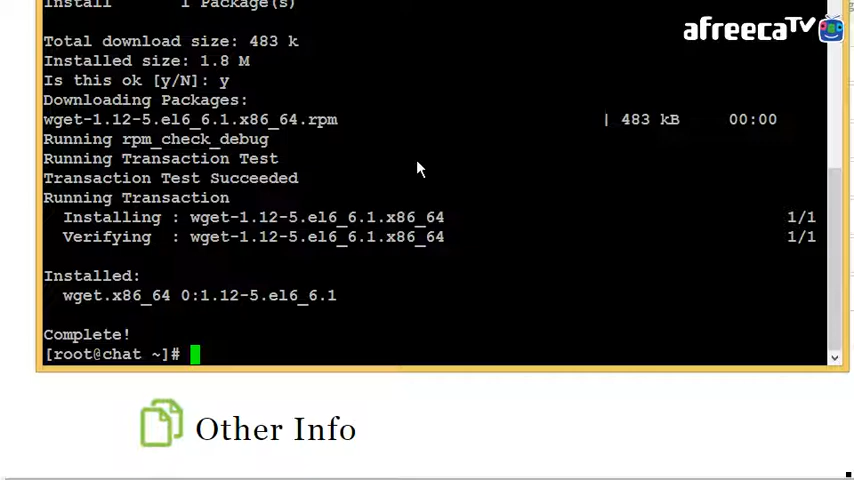 Install 1 Package(s)
afreecaTV
Total download size: 483 k
Installed size: 1.8 M
Is this ok [y/N]: y
Downloading Packages:
wget-1.12-5.el6_6.1.x86_64.rpm | 483 kB 00:00
Running rpm_check_debug
Running Transaction Test
Transaction Test Succeeded
Running Transaction
Installing : wget-1.12-5.el6_6.1.x86_64 1/1
Verifying : wget-1.12-5.el6_6.1.x86_64 1/1
Installed:
wget.x86_64 0:1.12-5.el6_6.1
Complete!
[root@chat ~]#
Other Info